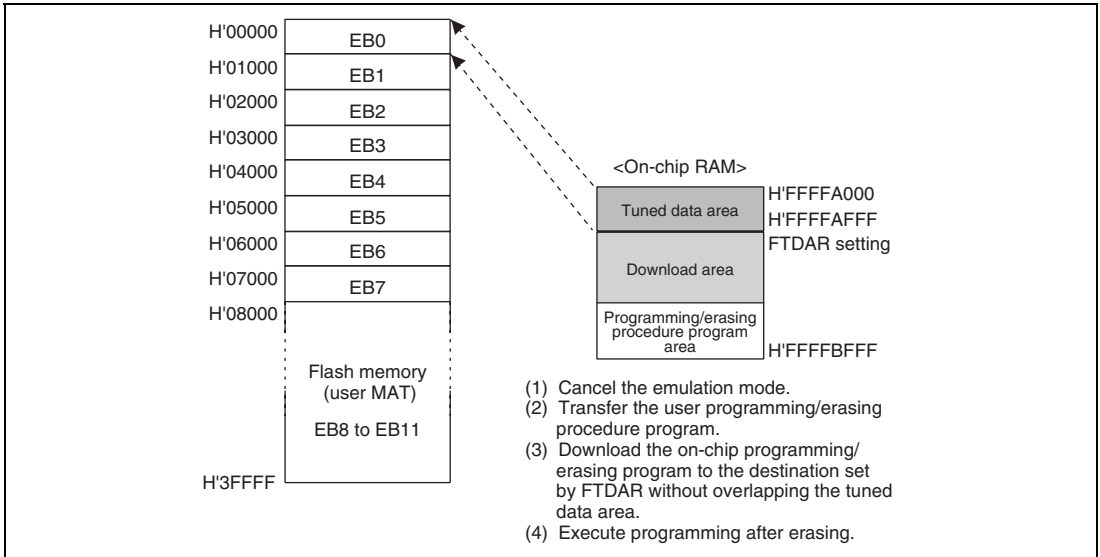 H'00000
EB0
H'01000
EB1
H'02000
EB2
H'03000
EB3
H'04000
EB4
H'05000
EB5
H'06000
EB6
H'07000
EB7
H'08000
Flash memory
(user MAT)
EB8 to EB11
H'3FFFF
<On-chip RAM>
H'FFFFA000
Tuned data area
H'FFFFAFFF
FTDAR setting
Download area
Programming/erasing
procedure program
area
H'FFFFBFFF
(1) Cancel the emulation mode.
(2) Transfer the user programming/erasing
procedure program.
(3) Download the on-chip programming/
erasing program to the destination set
by FTDAR without overlapping the tuned
data area.
(4) Execute programming after erasing.